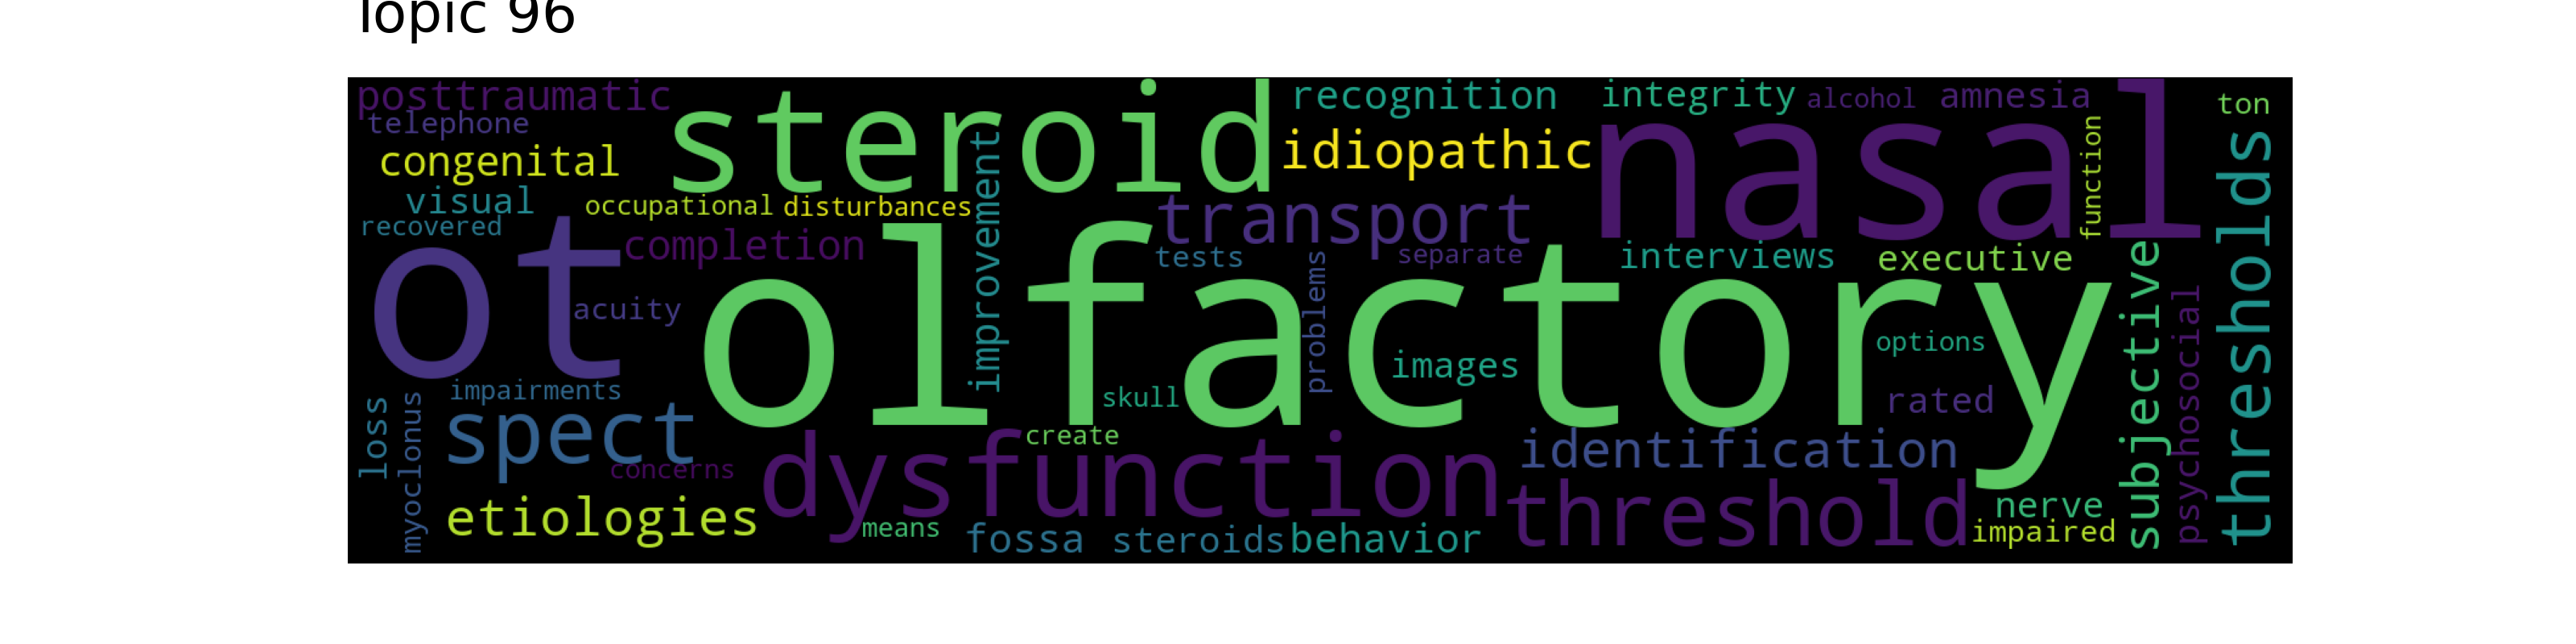 Topic 96
posttraumatic
telephone
congenital
visual
recovered
occupational
disturbances
steroid
improvement
recognition
idiopathic
integrity
alcohol
amnesia
nasal
function
ton
thresholds
ot
completion
acuity
transport
tests
separate
problems
interviews
executive
olfactory
images
skull
options
rated
subjective
psychosocial
impairments
loss
myoclonus
spect
concerns
create
dysfunction
identification
threshold
nerve
impaired
etiologies
means
fossa
steroids
behavior